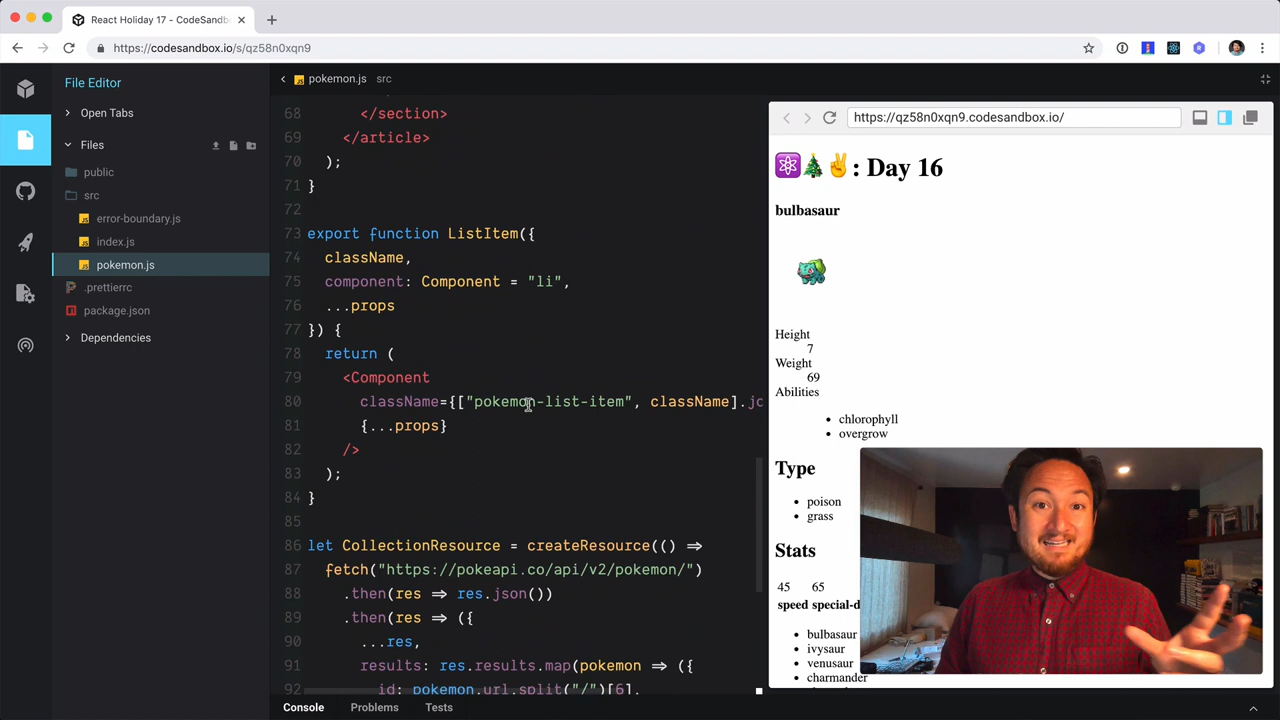 React Holiday 17 - CodeSandb
https://codesandbox.io/s/qz58n0xqn9
File Editor
Open Tabs
Files
public
src
error-boundary.js
index.js
pokemon.js
.prettierrc
package.json
Dependencies
pokemon.js src
68 </section>
69 </article>
70 );
71 }
72
73 export function ListItem({
74 className,
75 component: Component = "li",
76 ...props
77 }) {
78 return (
79 <Component
80 className={["pokemon-list-item", className].jo
81 {...props}
82 />
83 );
84 }
85
86 let CollectionResource = createResource(() =>
87 fetch("https://pokeapi.co/api/v2/pokemon/")
88 .then(res => res.json())
89 .then(res => ({
90 ...res,
91 results: res.results.map(pokemon => ({
92 id: pokemon.url.split("/")[6],
Console Problems Tests
https://qz58n0xqn9.codesandbox.io/
⚛️🎄✌️: Day 16
bulbasaur
Height
7
Weight
69
Abilities
chlorophyll
overgrow
Type
poison
grass
Stats
45 65
speed special-d
bulbasaur
ivysaur
venusaur
charmander